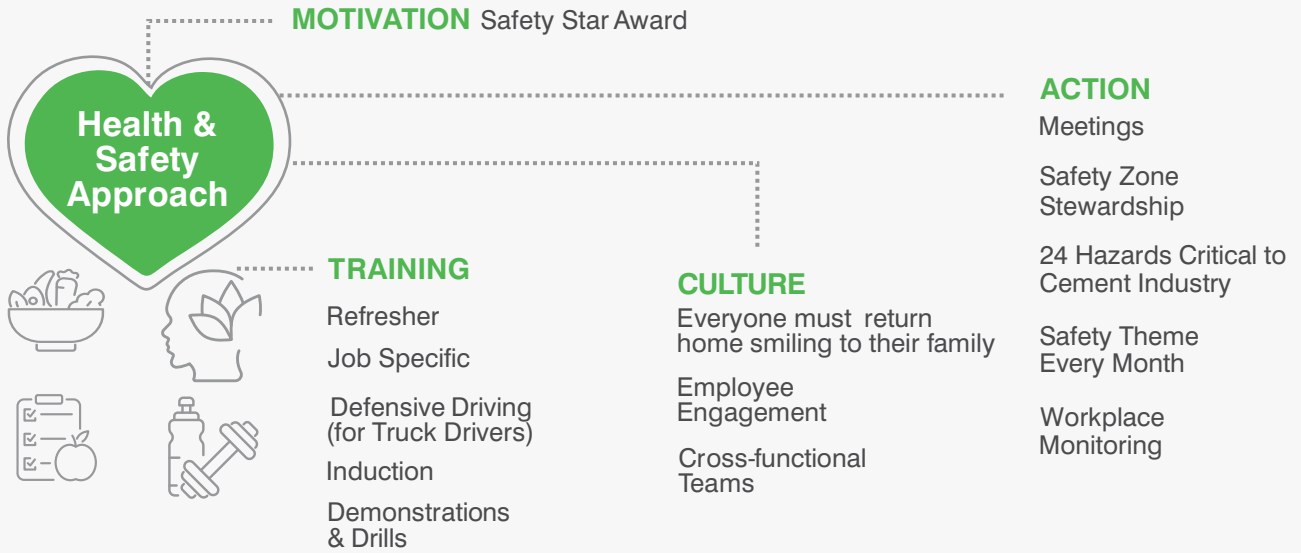 MOTIVATION Safety Star Award
Health &
Safety
Approach
TRAINING
Refresher
Job Specific
Defensive Driving
(for Truck Drivers)
Induction
Demonstrations
& Drills
CULTURE
Everyone must return
home smiling to their family
Employee
Engagement
Cross-functional
Teams
ACTION
Meetings
Safety Zone
Stewardship
24 Hazards Critical to
Cement Industry
Safety Theme
Every Month
Workplace
Monitoring